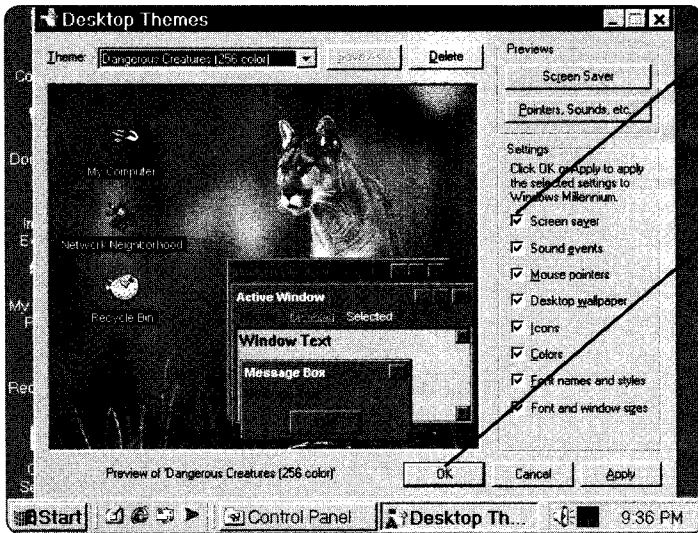 Desktop Themes
Theme:
Dangerous Creatures (256 color)
Save As...
Delete
Previews
Screen Saver
Pointers, Sounds, etc.
My Computer
Network Neighborhood
Recycle Bin
Active Window
Selected
Window Text
Message Box
Settings
Click OK or Apply to apply
the selected settings to
Windows Millennium.
Screen saver
Sound events
Mouse pointers
Desktop wallpaper
Icons
Colors
Font names and styles
Font and window sizes
Preview of 'Dangerous Creatures (256 color)'
OK
Cancel
Apply
Start
Control Panel
Desktop Th...
9:36 PM